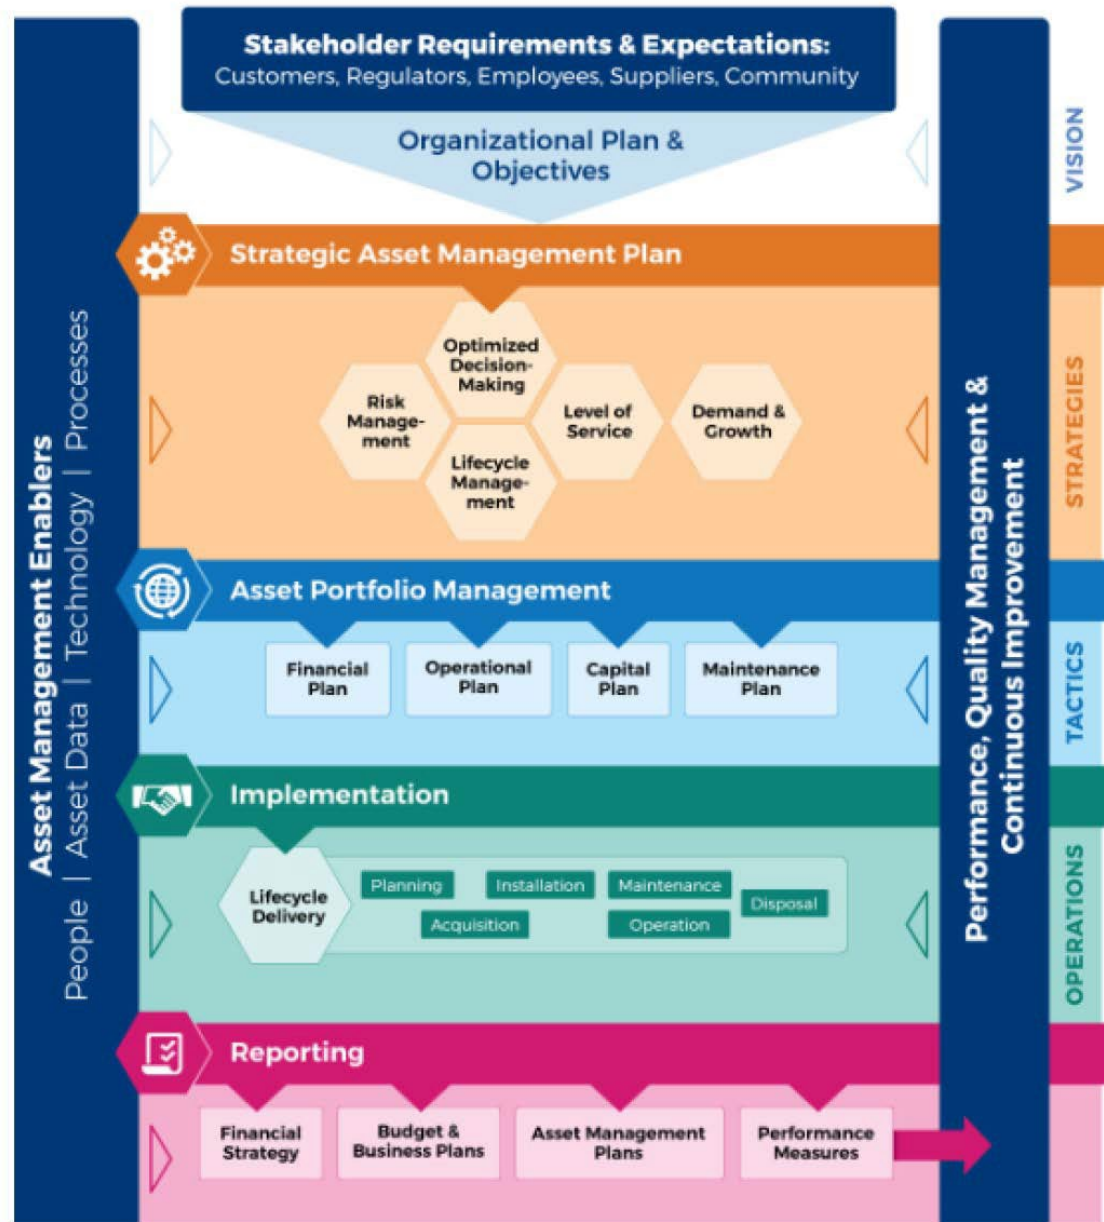 Stakeholder Requirements & Expectations:
Customers, Regulators, Employees, Suppliers, Community
Organizational Plan &
Objectives
VISION
Strategic Asset Management Plan
Optimized
Decision-
Making
Risk
Manage-
ment
Level of
Service
Demand &
Growth
Lifecycle
Manage-
ment
STRATEGIES
Asset Portfolio Management
Financial
Plan
Operational
Plan
Capital
Plan
Maintenance
Plan
TACTICS
Implementation
Lifecycle
Delivery
Planning
Installation
Maintenance
Disposal
Acquisition
Operation
OPERATIONS
Reporting
Financial
Strategy
Budget &
Business Plans
Asset Management
Plans
Performance
Measures
Asset Management Enablers
People | Asset Data | Technology | Processes
Performance, Quality Management &
Continuous Improvement